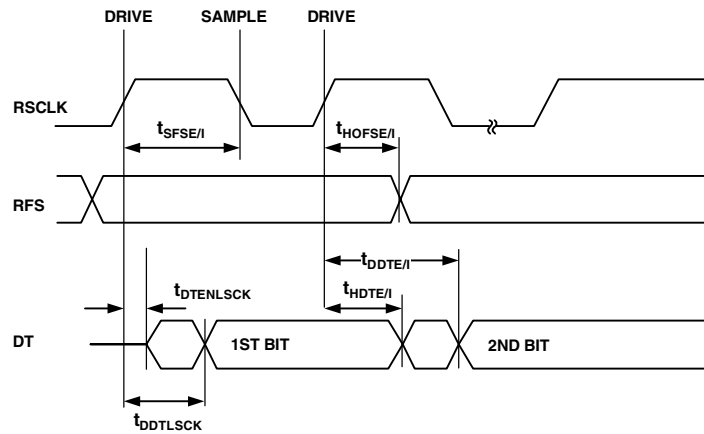 DRIVE SAMPLE DRIVE
RSCLK
tSFSE/I tHOFSE/I
RFS
tDDTE/I
tDTENLSCK tHDTE/I
DT 1ST BIT 2ND BIT
tDDTLSCK